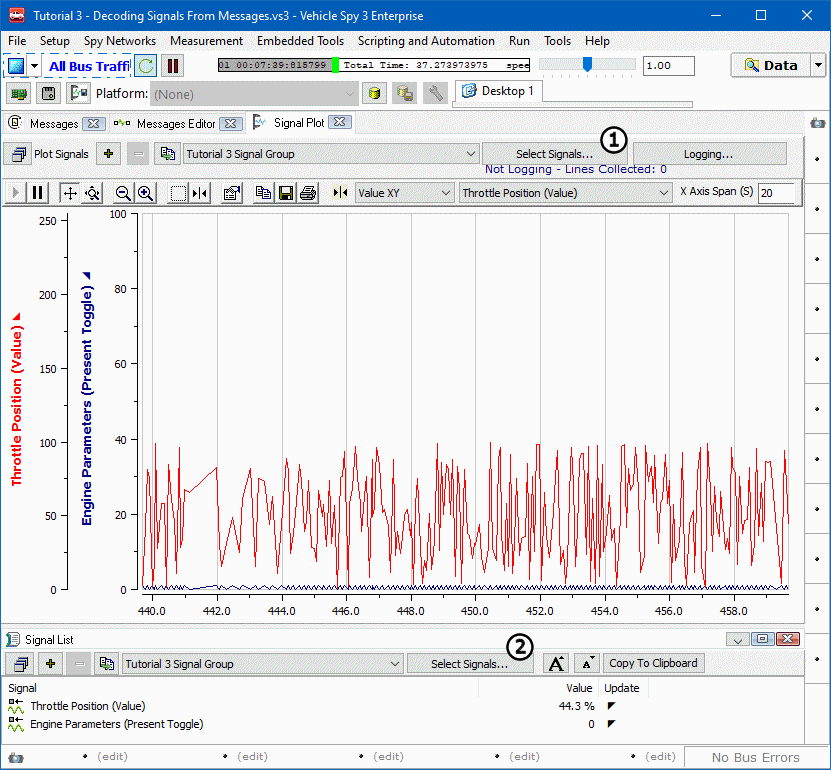 Tutorial 3 - Decoding Signals From Messages.vs3 - Vehicle Spy 3 Enterprise
File Setup Spy Networks Measurement Embedded Tools Scripting and Automation Run Tools Help
All Bus Traffi 01 00:07:39:815799 Total Time: 37.273973975 spee 1.00 Data
Platform: (None) Desktop 1
Messages Messages Editor Signal Plot
1
Plot Signals Tutorial 3 Signal Group Select Signals... Logging...
Not Logging - Lines Collected: 0
Value XY Throttle Position (Value) X Axis Span (S) 20
Throttle Position (Value)
Engine Parameters (Present Toggle)
250
200
150
100
50
0
100
80
60
40
20
0
440.0 442.0 444.0 446.0 448.0 450.0 452.0 454.0 456.0 458.0
Signal List
2
Tutorial 3 Signal Group Select Signals... A A Copy To Clipboard
Signal Value Update
Throttle Position (Value) 44.3 %
Engine Parameters (Present Toggle) 0
(edit) (edit) (edit) (edit) (edit) No Bus Errors